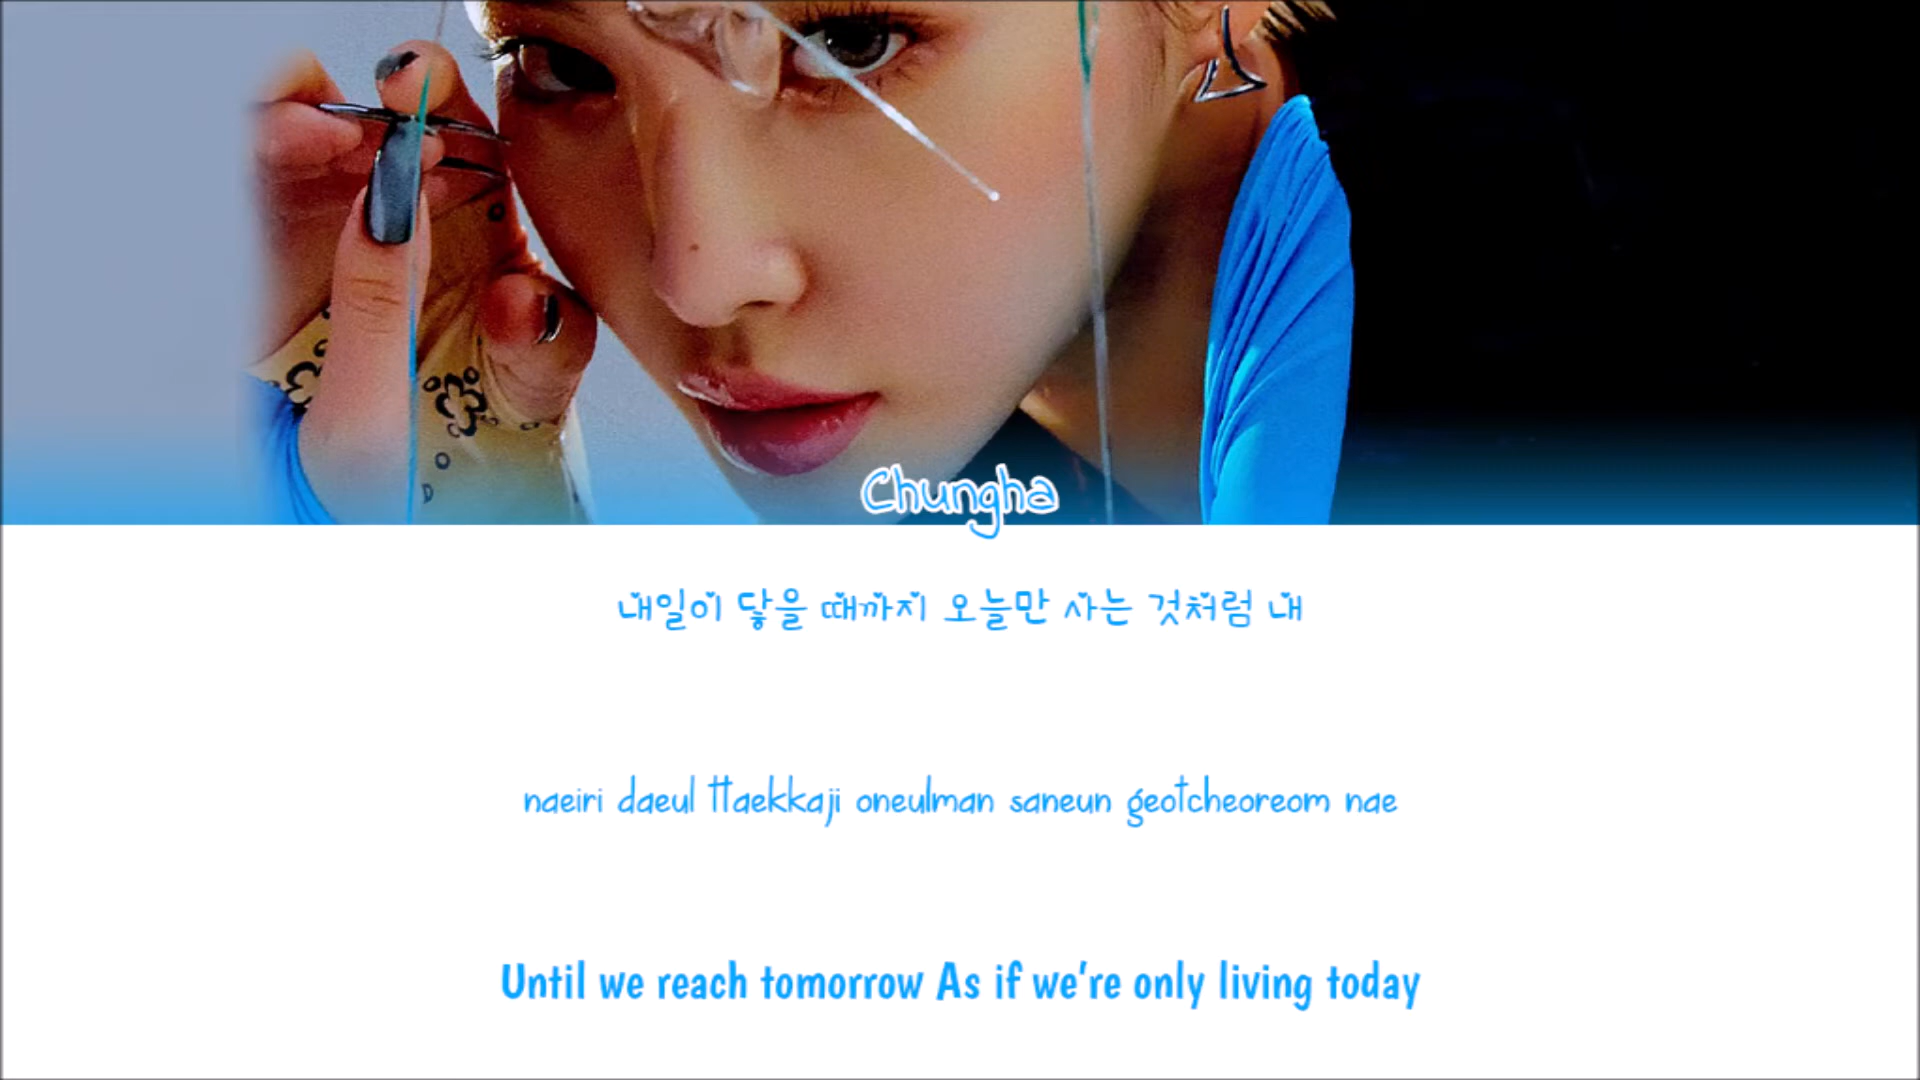 Chungha
내일이 닿을 때까지 오늘만 사는 것처럼 내
naeiri daeul ttaekkaji oneulman saneun geotcheoreom nae
Until we reach tomorrow As if we're only living today